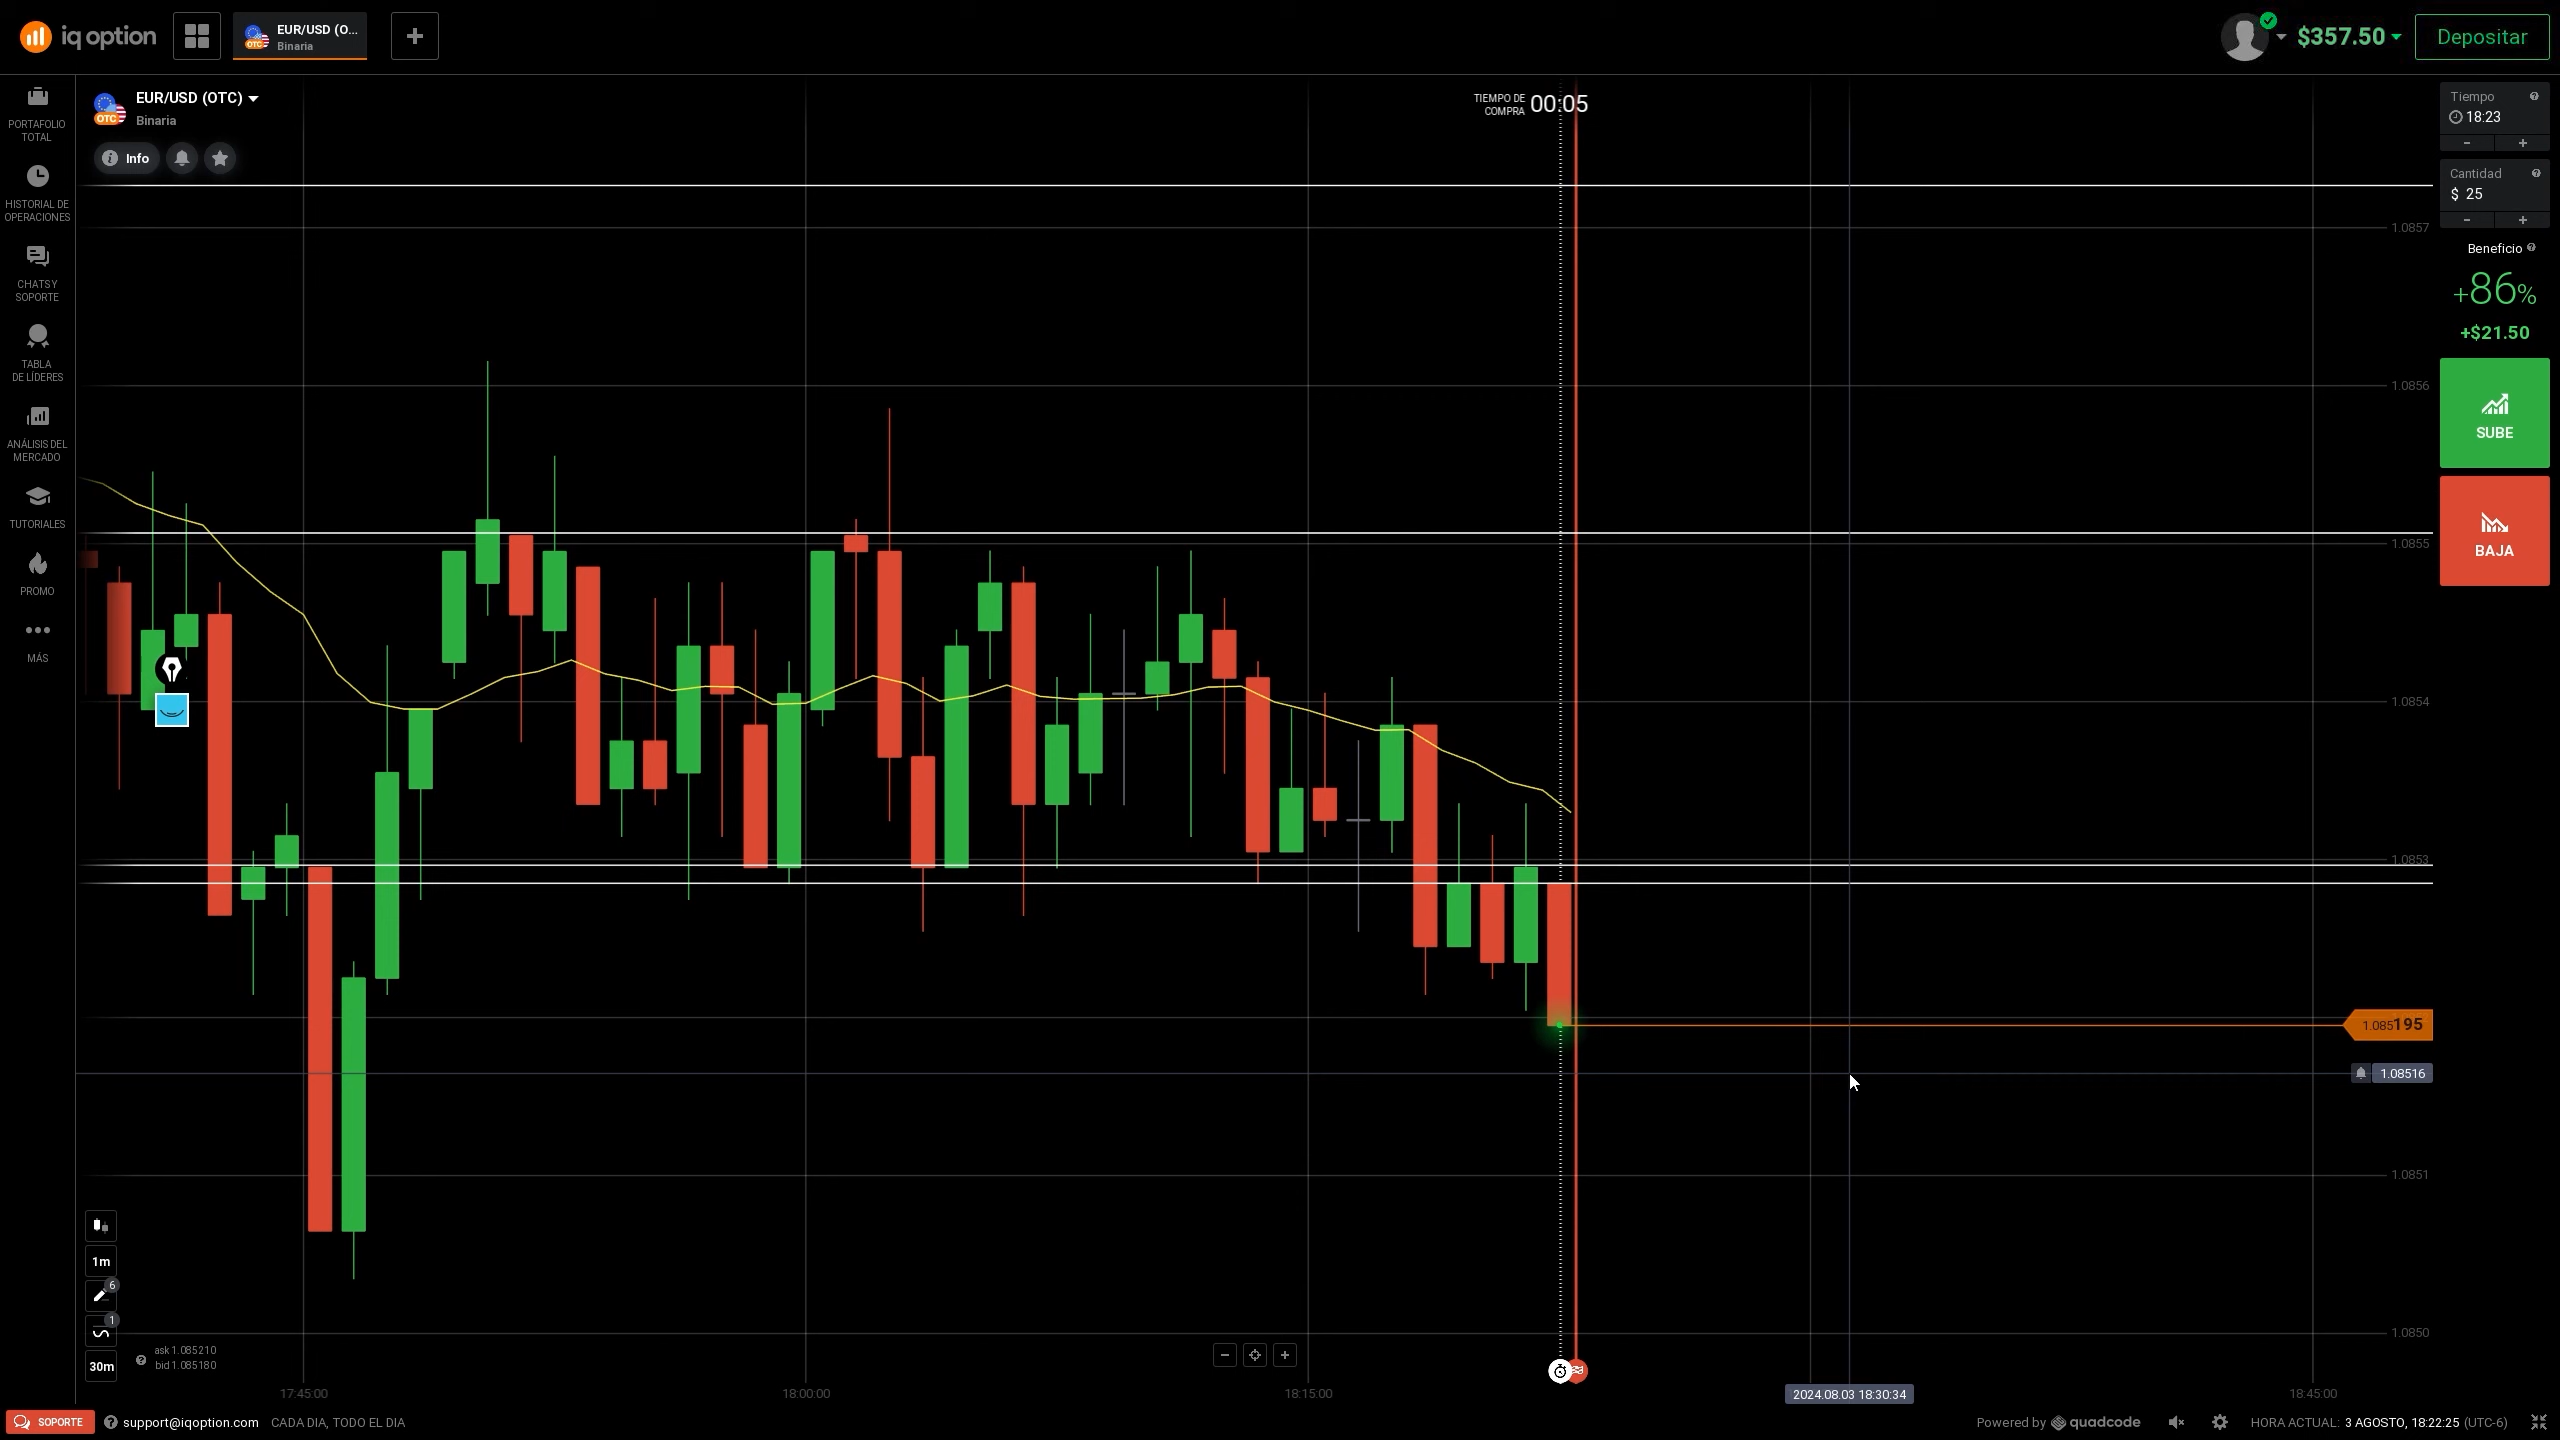 iq option
EUR/USD (O...
Binaria
$357.50
Depositar
EUR/USD (OTC)
Binaria
OTC
Info
TIEMPO DE
COMPRA
00:05
PORTAFOLIO
TOTAL
HISTORIAL DE
OPERACIONES
CHATS Y
SOPORTE
TABLA
DE LÍDERES
ANÁLISIS DEL
MERCADO
TUTORIALES
PROMO
MÁS
Tiempo
18:23
- +
Cantidad
$ 25
- +
Beneficio
+86%
+$21.50
SUBE
BAJA
1.0857
1.0856
1.0855
1.0854
1.0853
1.085195
1.08516
1.0851
1.0850
1m
6
1
30m
ask 1.085210
bid 1.085180
17:45:00
18:00:00
18:15:00
2024.08.03 18:30:34
18:45:00
SOPORTE
support@iqoption.com
CADA DIA, TODO EL DIA
Powered by quadcode
HORA ACTUAL: 3 AGOSTO, 18:22:25 (UTC-6)